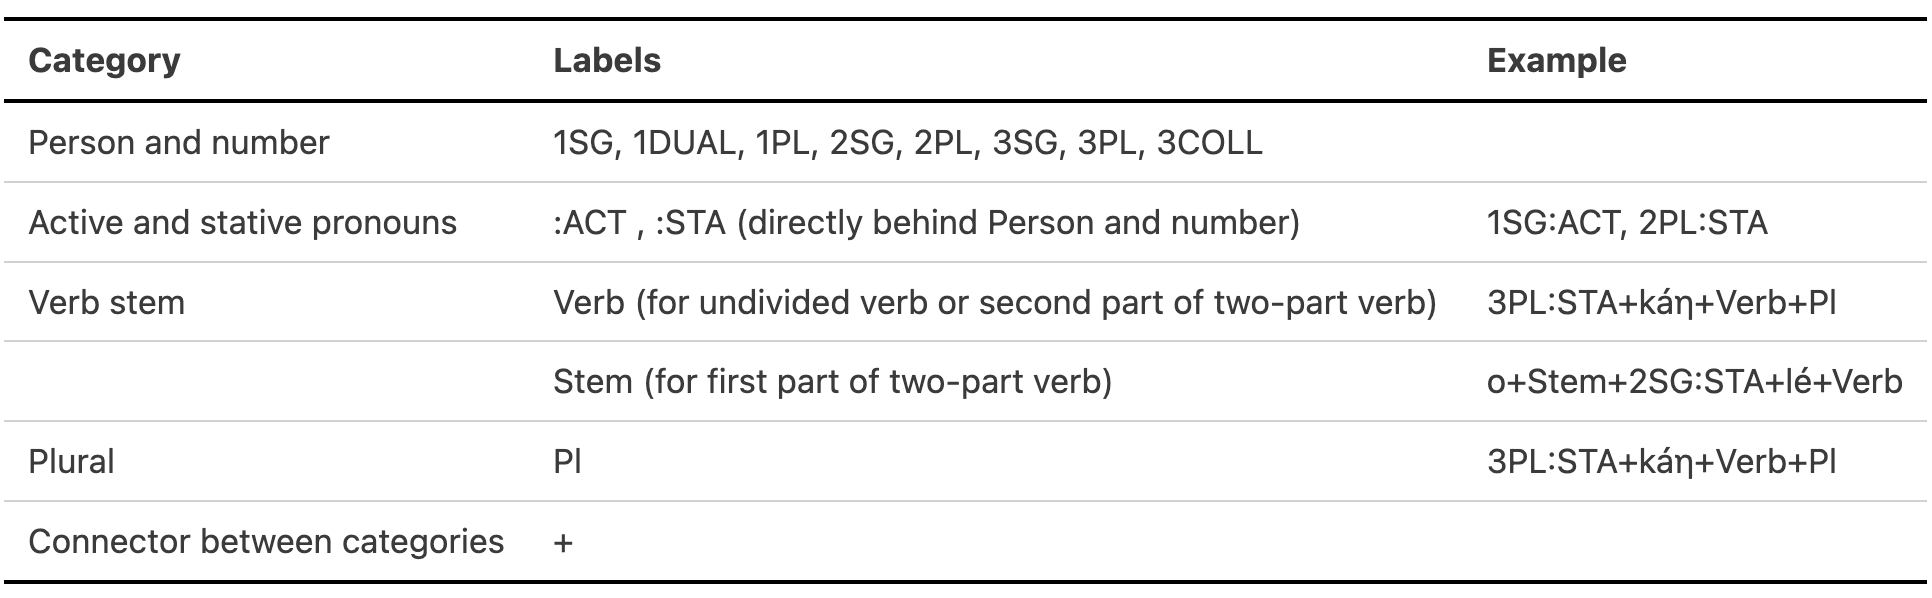 Category Labels Example
Person and number 1SG, 1DUAL, 1PL, 2SG, 2PL, 3SG, 3PL, 3COLL
Active and stative pronouns :ACT , :STA (directly behind Person and number) 1SG:ACT, 2PL:STA
Verb stem Verb (for undivided verb or second part of two-part verb) 3PL:STA+káƞ+Verb+Pl
Stem (for first part of two-part verb) o+Stem+2SG:STA+lé+Verb
Plural Pl 3PL:STA+káƞ+Verb+Pl
Connector between categories +